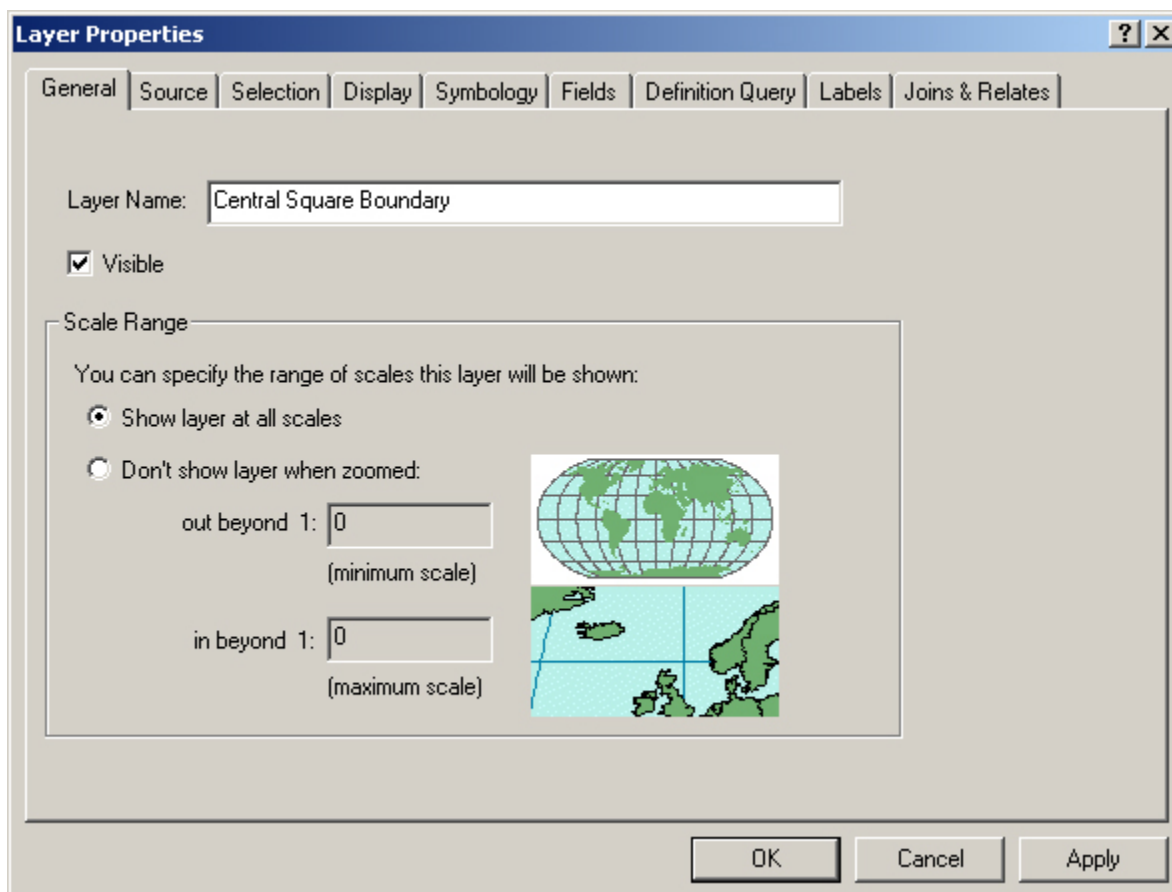 Layer Properties
General Source Selection Display Symbology Fields Definition Query Labels Joins & Relates
Layer Name: Central Square Boundary
Visible
Scale Range
You can specify the range of scales this layer will be shown:
Show layer at all scales
Don't show layer when zoomed:
out beyond 1: 0
(minimum scale)
in beyond 1: 0
(maximum scale)
OK Cancel Apply